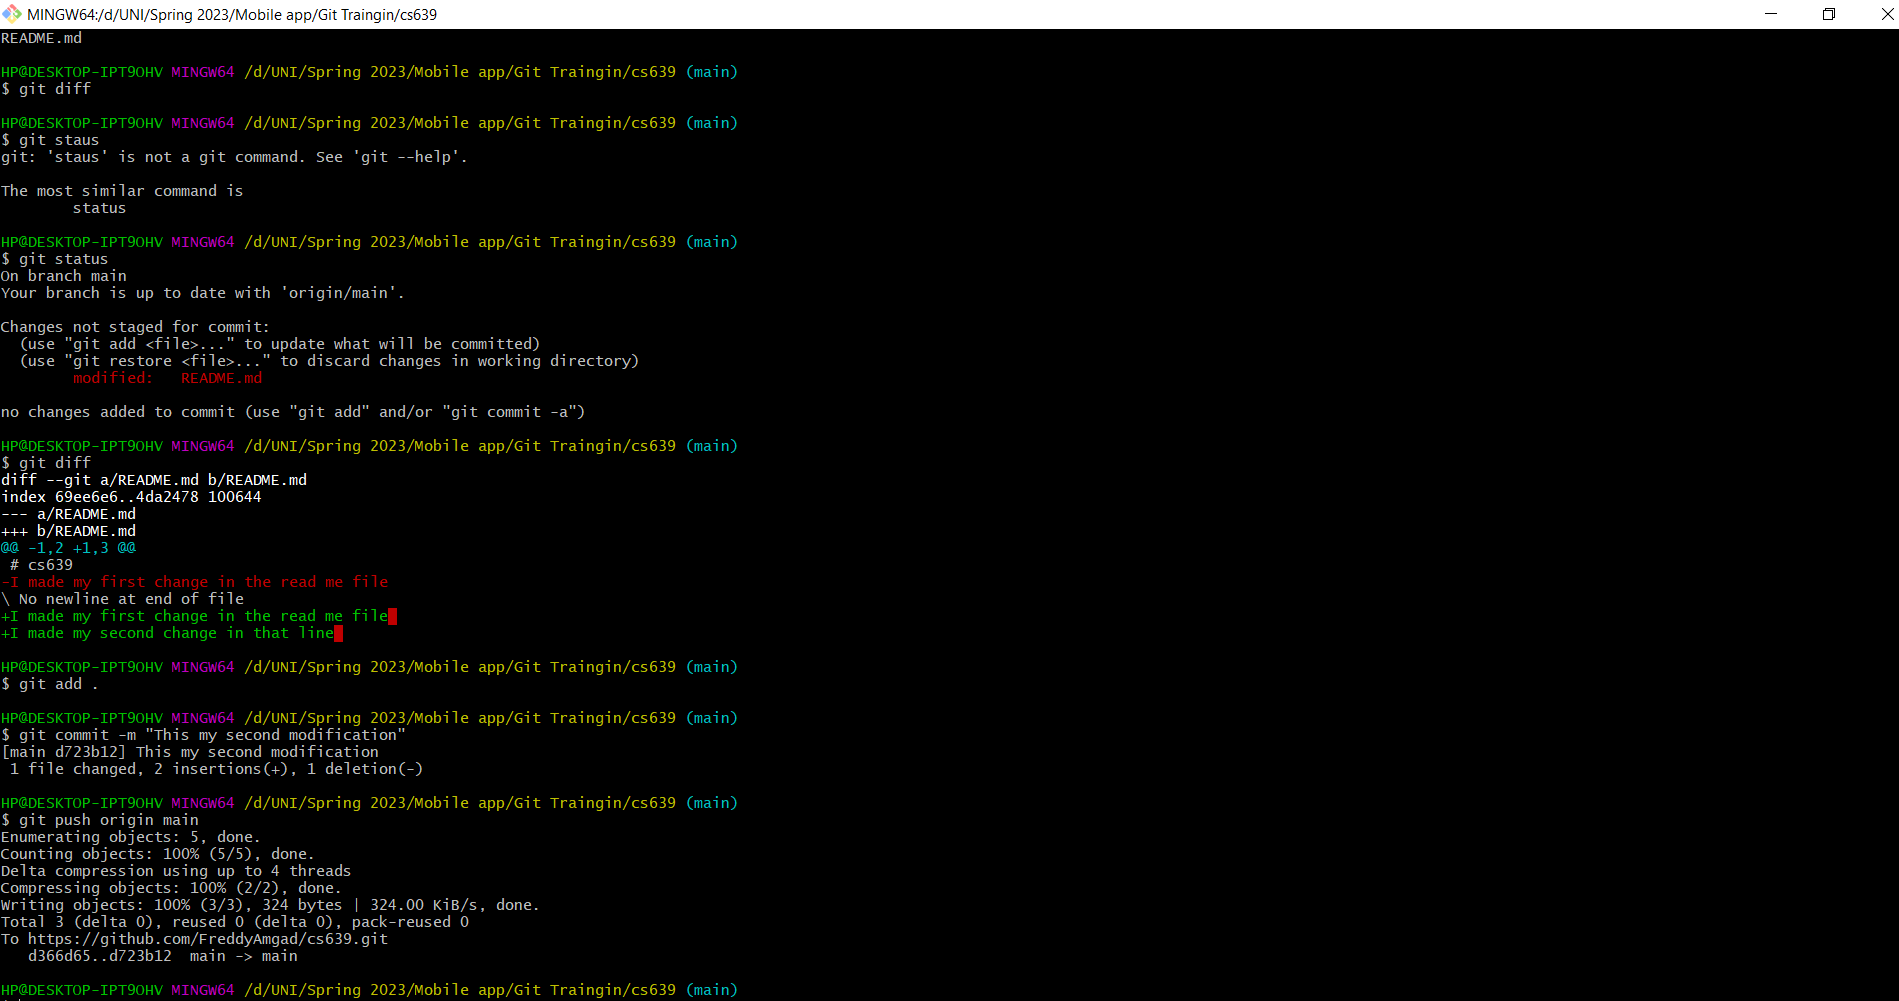 MINGW64:/d/UNI/Spring 2023/Mobile app/Git Traingin/cs639
README.md
HP@DESKTOP-IPT9OHV MINGW64 /d/UNI/Spring 2023/Mobile app/Git Traingin/cs639 (main)
$ git diff
HP@DESKTOP-IPT9OHV MINGW64 /d/UNI/Spring 2023/Mobile app/Git Traingin/cs639 (main)
$ git staus
git: 'staus' is not a git command. See 'git --help'.
The most similar command is
status
HP@DESKTOP-IPT9OHV MINGW64 /d/UNI/Spring 2023/Mobile app/Git Traingin/cs639 (main)
$ git status
On branch main
Your branch is up to date with 'origin/main'.
Changes not staged for commit:
(use "git add <file>..." to update what will be committed)
(use "git restore <file>..." to discard changes in working directory)
modified:   README.md
no changes added to commit (use "git add" and/or "git commit -a")
HP@DESKTOP-IPT9OHV MINGW64 /d/UNI/Spring 2023/Mobile app/Git Traingin/cs639 (main)
$ git diff
diff --git a/README.md b/README.md
index 69ee6e6..4da2478 100644
--- a/README.md
+++ b/README.md
@@ -1,2 +1,3 @@
# cs639
-I made my first change in the read me file
\ No newline at end of file
+I made my first change in the read me file
+I made my second change in that line
HP@DESKTOP-IPT9OHV MINGW64 /d/UNI/Spring 2023/Mobile app/Git Traingin/cs639 (main)
$ git add .
HP@DESKTOP-IPT9OHV MINGW64 /d/UNI/Spring 2023/Mobile app/Git Traingin/cs639 (main)
$ git commit -m "This my second modification"
[main d723b12] This my second modification
1 file changed, 2 insertions(+), 1 deletion(-)
HP@DESKTOP-IPT9OHV MINGW64 /d/UNI/Spring 2023/Mobile app/Git Traingin/cs639 (main)
$ git push origin main
Enumerating objects: 5, done.
Counting objects: 100% (5/5), done.
Delta compression using up to 4 threads
Compressing objects: 100% (2/2), done.
Writing objects: 100% (3/3), 324 bytes | 324.00 KiB/s, done.
Total 3 (delta 0), reused 0 (delta 0), pack-reused 0
To https://github.com/FreddyAmgad/cs639.git
d366d65..d723b12  main -> main
HP@DESKTOP-IPT9OHV MINGW64 /d/UNI/Spring 2023/Mobile app/Git Traingin/cs639 (main)